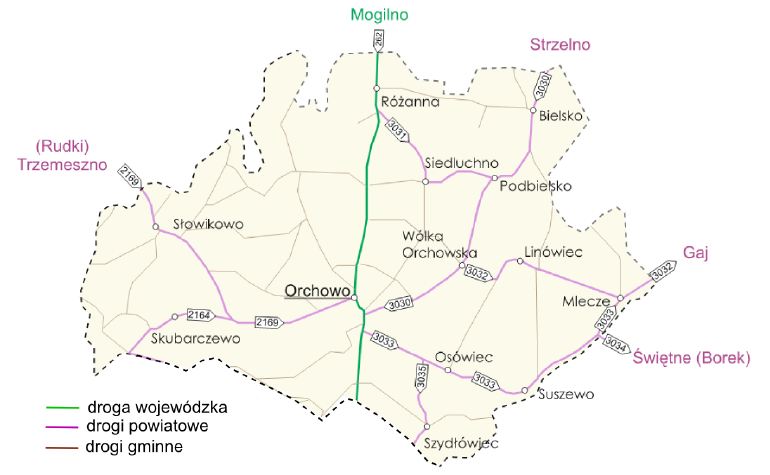 Mogilno
262
Strzelno
3030
Różanna
Bielsko
3031
(Rudki)
Trzemeszno
2169
Siedluchno
Podbielsko
Słowikowo
Wólka
Orchowska
Linówiec
Gaj
3032
3032
Orchowo
Mlecze
3030
2164
2169
3033
Skubarczewo
3033
3034
Świętne (Borek)
Osówiec
3035
3033
Suszewo
droga wojewódzka
drogi powiatowe
drogi gminne
Szydłówiec